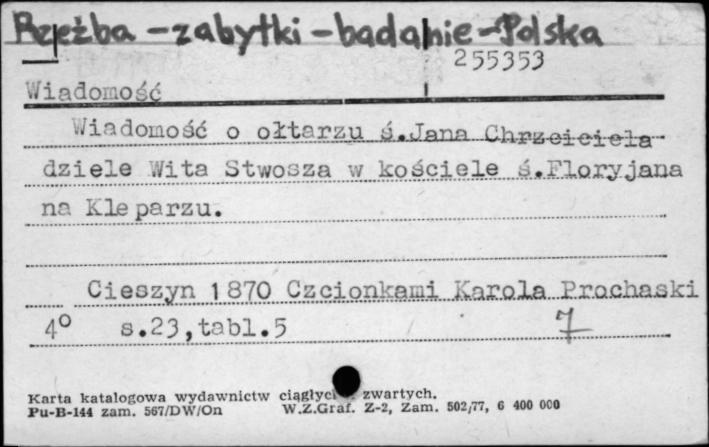 Rzeźba - zabytki - badanie - Polska
255353
Wiadomość
Wiadomość o ołtarzu ś.Jana Chrzciciela
dziele Wita Stwosza w kościele ś.Floryjana
na Kleparzu.
Cieszyn 1870 Czcionkami Karola Prochaski
4° s.23,tabl.5 7
Karta katalogowa wydawnictw zwartych.
Pu-B-144 zam. 567/DW/On W.Z.Graf. Z-2, Zam. 502/77, 6 400 000